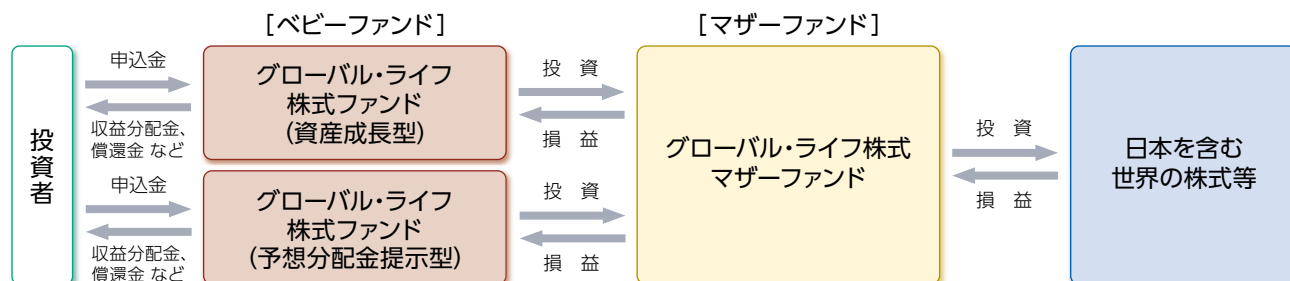 ［ベビーファンド］
［マザーファンド］
投資者
申込金
収益分配金、
償還金 など
グローバル・ライフ
株式ファンド
（資産成長型）
投　資
損　益
申込金
収益分配金、
償還金 など
グローバル・ライフ
株式ファンド
（予想分配金提示型）
投　資
損　益
グローバル・ライフ株式
マザーファンド
投　資
損　益
日本を含む
世界の株式等